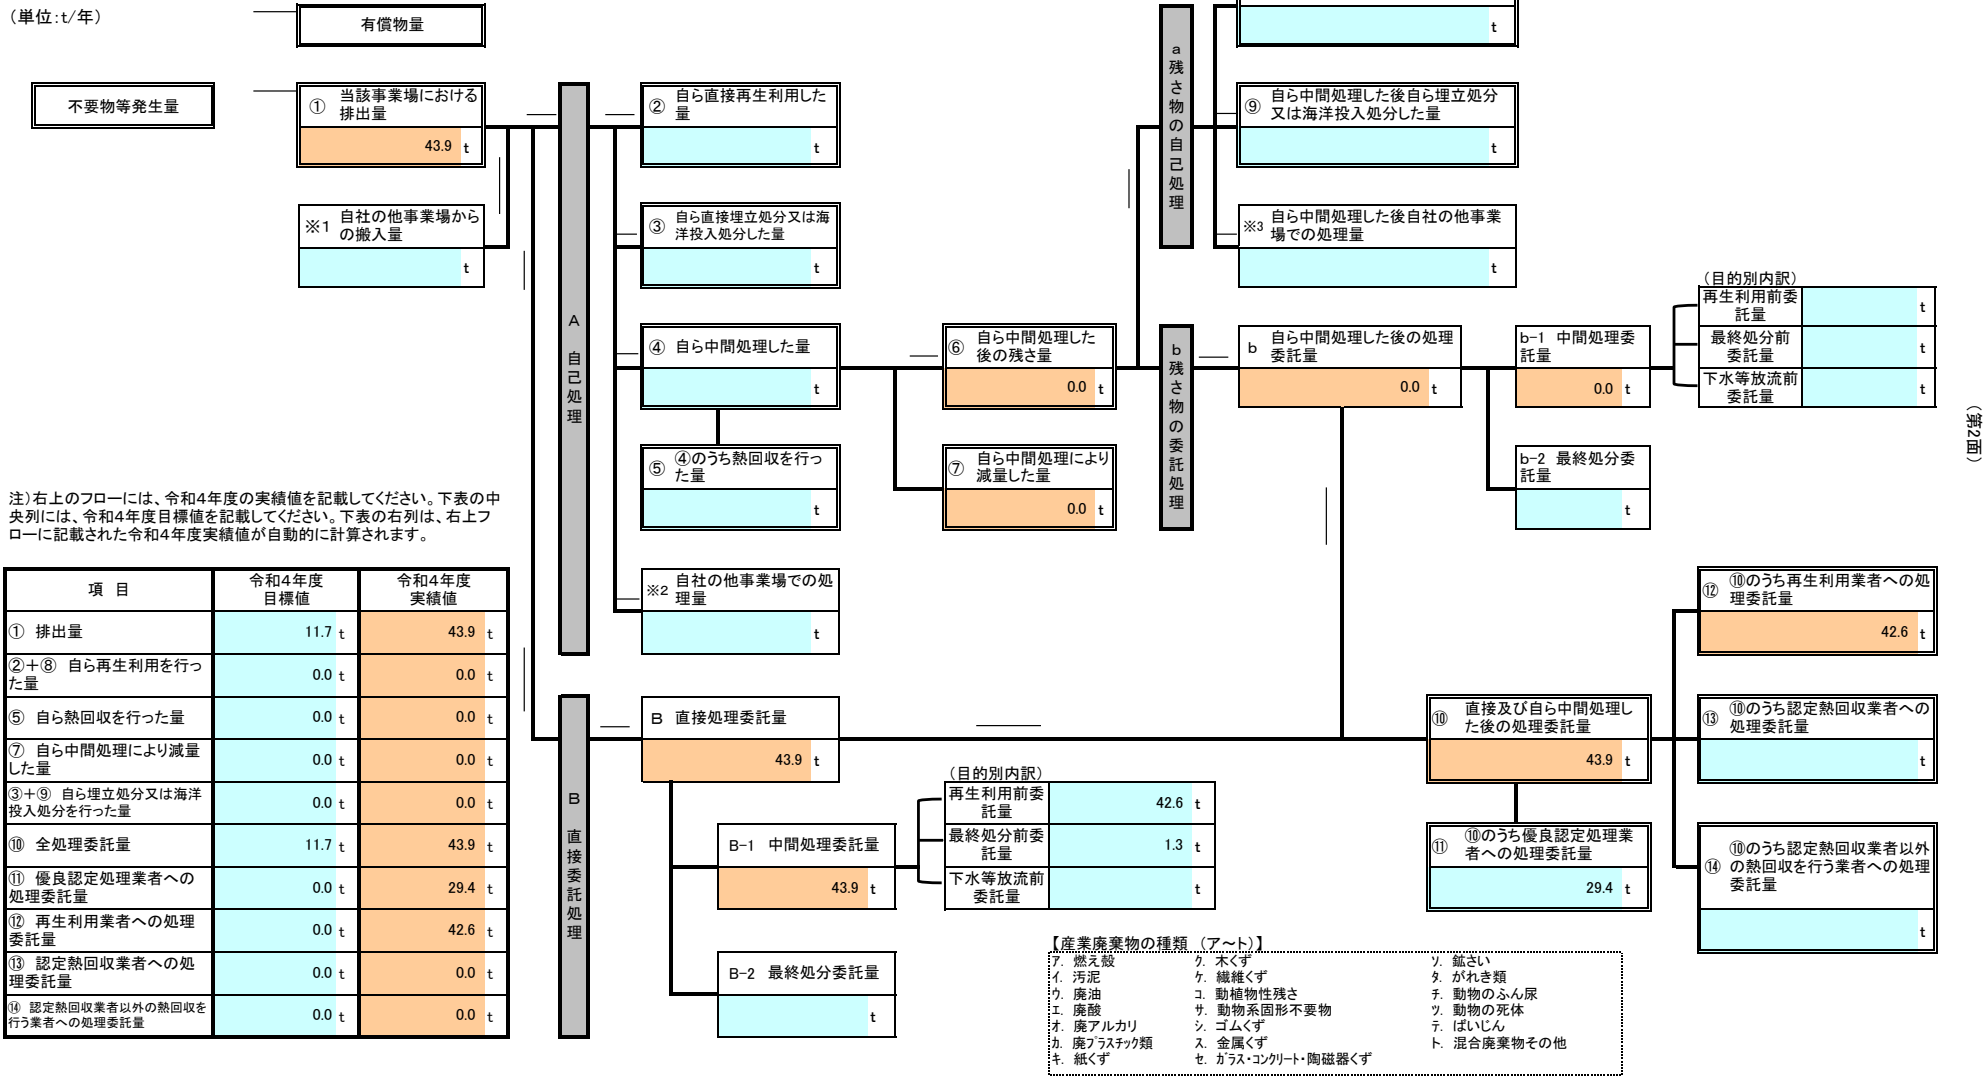 （単位:t/年）
有償物量
t
不要物等発生量
① 当該事業場における
排出量
43.9 t
※1 自社の他事業場から
の搬入量
t
A 自己処理
② 自ら直接再生利用した
量
t
③ 自ら直接埋立処分又は海
洋投入処分した量
t
④ 自ら中間処理した量
t
⑤ ④のうち熱回収を行っ
た量
t
※2 自社の他事業場での処
理量
t
⑥ 自ら中間処理した
後の残さ量
0.0 t
⑦ 自ら中間処理により
減量した量
0.0 t
a 残さ物の自己処理
⑨ 自ら中間処理した後自ら埋立処分
又は海洋投入処分した量
t
※3 自ら中間処理した後自社の他事業
場での処理量
t
b 残さ物の委託処理
b 自ら中間処理した後の処理
委託量
0.0 t
b-1 中間処理委
託量
0.0 t
b-2 最終処分委
託量
t
（目的別内訳）
再生利用前委
託量
t
最終処分前
委託量
t
下水等放流前
委託量
t
（第2面）
注）右上のフローには、令和4年度の実績値を記載してください。下表の中
央列には、令和4年度目標値を記載してください。下表の右列は、右上フ
ローに記載された令和4年度実績値が自動的に計算されます。
項 目
令和4年度
目標値
令和4年度
実績値
① 排出量 11.7 t 43.9 t
②＋⑧ 自ら再生利用を行っ
た量 0.0 t 0.0 t
⑤ 自ら熱回収を行った量 0.0 t 0.0 t
⑦ 自ら中間処理により減量
した量 0.0 t 0.0 t
③＋⑨ 自ら埋立処分又は海洋
投入処分を行った量 0.0 t 0.0 t
⑩ 全処理委託量 11.7 t 43.9 t
⑪ 優良認定処理業者への
処理委託量 0.0 t 29.4 t
⑫ 再生利用業者への処理
委託量 0.0 t 42.6 t
⑬ 認定熱回収業者への処
理委託量 0.0 t 0.0 t
⑭ 認定熱回収業者以外の熱回収を
行う業者への処理委託量 0.0 t 0.0 t
B 直接委託処理
B 直接処理委託量
43.9 t
B-1 中間処理委託量
43.9 t
B-2 最終処分委託量
t
（目的別内訳）
再生利用前委
託量
42.6 t
最終処分前委
託量
1.3 t
下水等放流前
委託量
t
⑩ 直接及び自ら中間処理し
た後の処理委託量
43.9 t
⑪ ⑩のうち優良認定処理業
者への処理委託量
29.4 t
⑫ ⑩のうち再生利用業者への処
理委託量
42.6 t
⑬ ⑩のうち認定熱回収業者への
処理委託量
t
⑭ ⑩のうち認定熱回収業者以外
の熱回収を行う業者への処理
委託量
t
【産業廃棄物の種類 （ア～ト）】
ア. 燃え殻 ク. 木くず ソ. 鉱さい
イ. 汚泥 ケ. 繊維くず タ. がれき類
ウ. 廃油 コ. 動植物性残さ チ. 動物のふん尿
エ. 廃酸 サ. 動物系固形不要物 ツ. 動物の死体
オ. 廃アルカリ シ. ゴムくず テ. ばいじん
カ. 廃プラスチック類 ス. 金属くず ト. 混合廃棄物その他
キ. 紙くず セ. ガラス・コンクリート・陶磁器くず